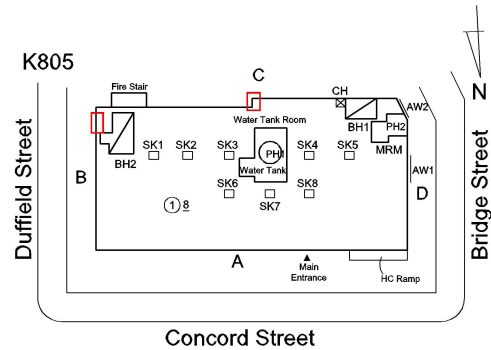 K805
Fire Stair
C
CH
N
AW2
Water Tank Room
BH1
PH2
BH2
SK1
SK2
SK3
PH1
SK4
SK5
MRM
Water Tank
AW1
Duffield Street
B
SK6
SK7
SK8
D
Bridge Street
1 8
A
Main
Entrance
HC Ramp
Concord Street